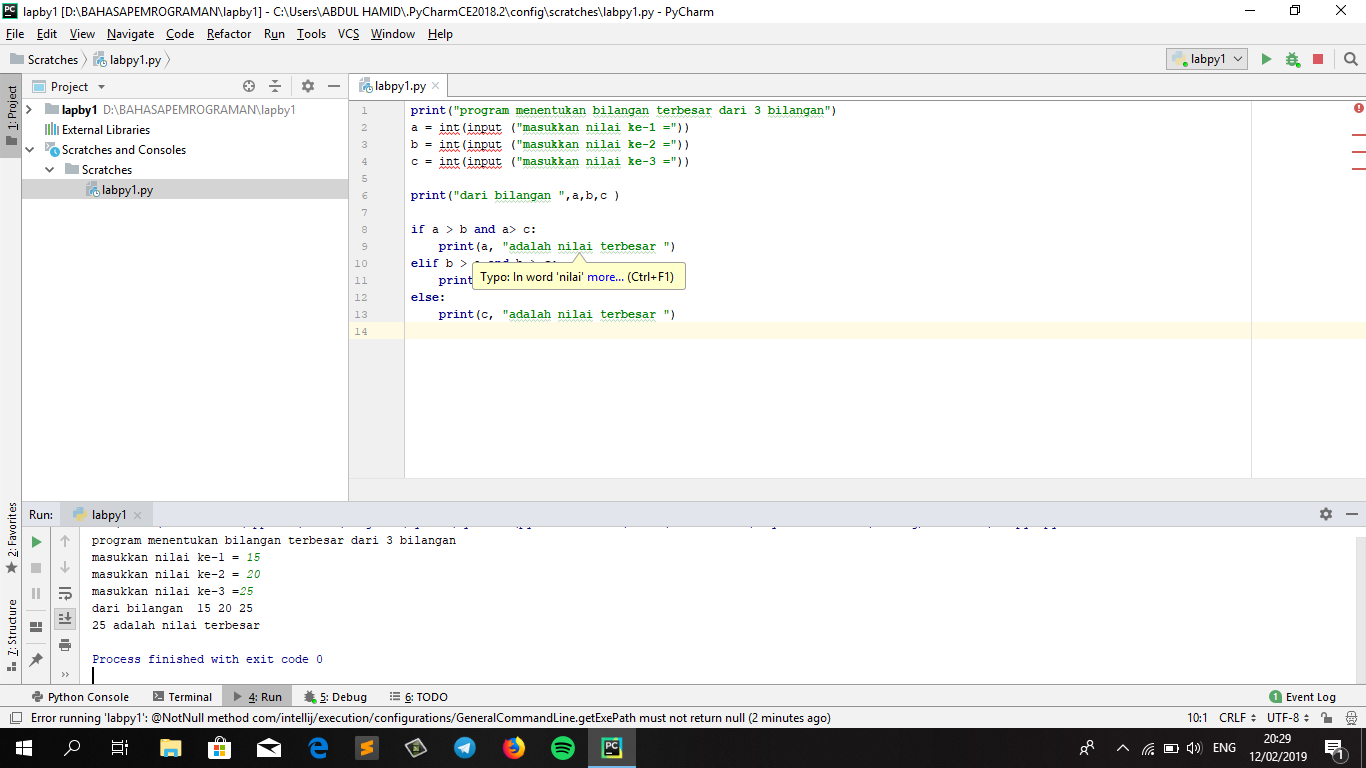 lapby1 [D:\BAHASAPEMROGRAMAN\lapby1] - C:\Users\ABDUL HAMID\.PyCharmCE2018.2\config\scratches\labpy1.py - PyCharm
File Edit View Navigate Code Refactor Run Tools VCS Window Help
Scratches labpy1.py labpy1
1: Project
Project
labpy1.py
lapby1 D:\BAHASAPEMROGRAMAN\lapby1
External Libraries
Scratches and Consoles
Scratches
labpy1.py
1 print("program menentukan bilangan terbesar dari 3 bilangan")
2 a = int(input ("masukkan nilai ke-1 ="))
3 b = int(input ("masukkan nilai ke-2 ="))
4 c = int(input ("masukkan nilai ke-3 ="))
5
6 print("dari bilangan ",a,b,c )
7
8 if a > b and a> c:
9 print(a, "adalah nilai terbesar ")
10 elif b >
Typo: In word 'nilai' more... (Ctrl+F1)
11 print
12 else:
13 print(c, "adalah nilai terbesar ")
14
2: Favorites
7: Structure
Run: labpy1
program menentukan bilangan terbesar dari 3 bilangan
masukkan nilai ke-1 = 15
masukkan nilai ke-2 = 20
masukkan nilai ke-3 =25
dari bilangan  15 20 25
25 adalah nilai terbesar
Process finished with exit code 0
Python Console Terminal 4: Run 5: Debug 6: TODO 1 Event Log
Error running 'labpy1': @NotNull method com/intellij/execution/configurations/GeneralCommandLine.getExePath must not return null (2 minutes ago) 10:1 CRLF UTF-8
PC ENG 20:29
12/02/2019 1